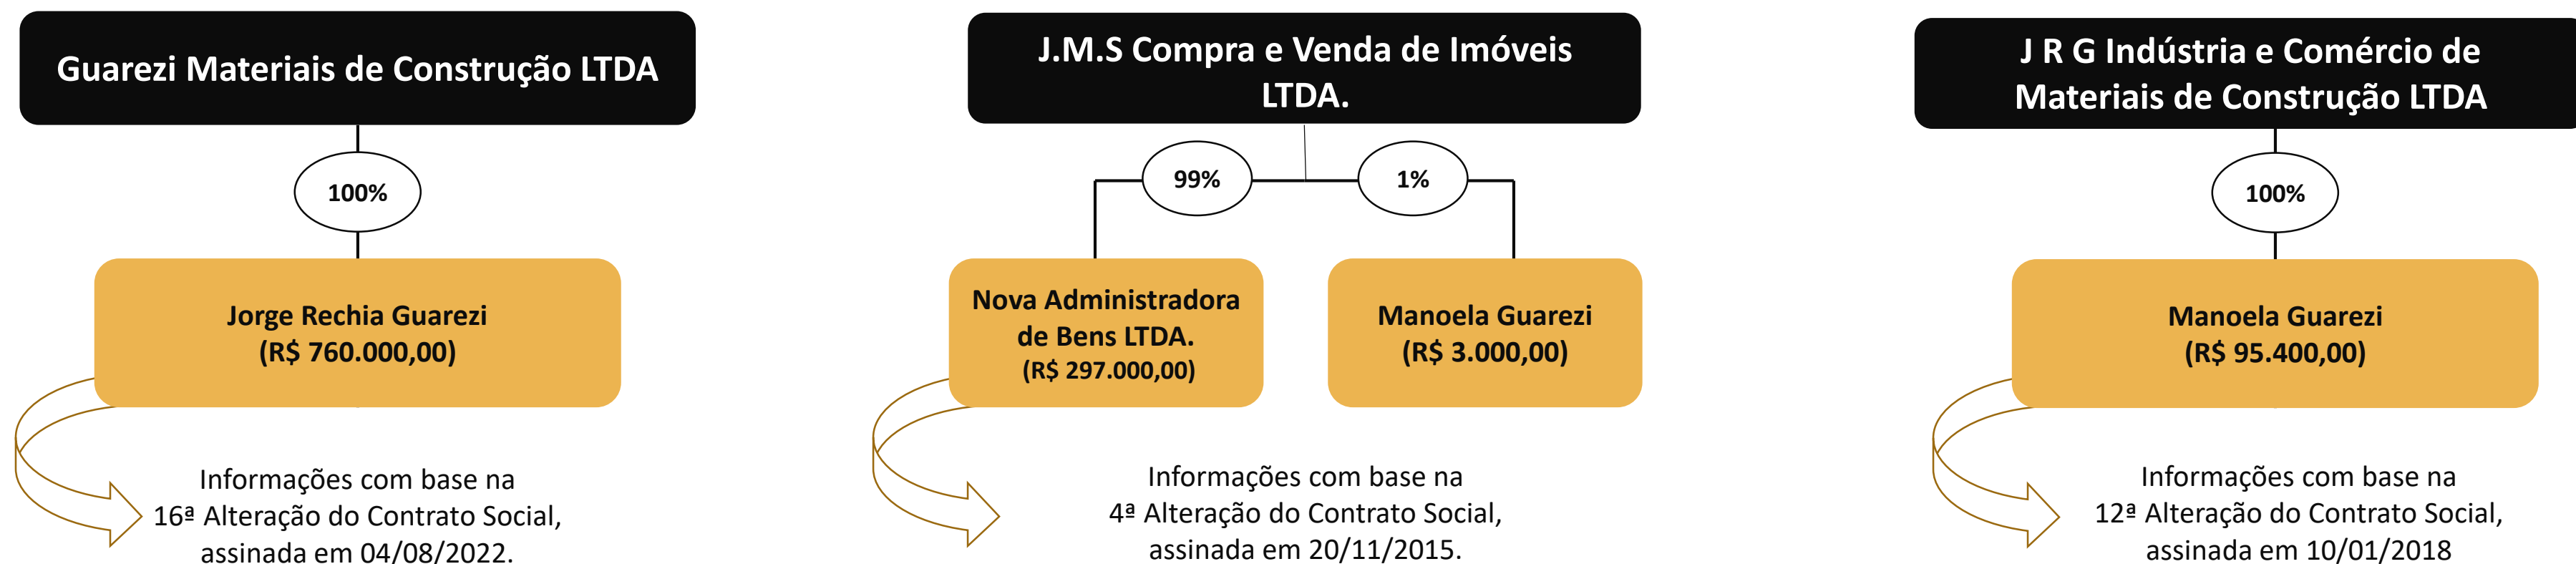 Guarezi Materiais de Construção LTDA
100%
Jorge Rechia Guarezi
(R$ 760.000,00)
Informações com base na
16ª Alteração do Contrato Social,
assinada em 04/08/2022.
J.M.S Compra e Venda de Imóveis
LTDA.
99%
1%
Nova Administradora
de Bens LTDA.
(R$ 297.000,00)
Manoela Guarezi
(R$ 3.000,00)
Informações com base na
4ª Alteração do Contrato Social,
assinada em 20/11/2015.
J R G Indústria e Comércio de
Materiais de Construção LTDA
100%
Manoela Guarezi
(R$ 95.400,00)
Informações com base na
12ª Alteração do Contrato Social,
assinada em 10/01/2018